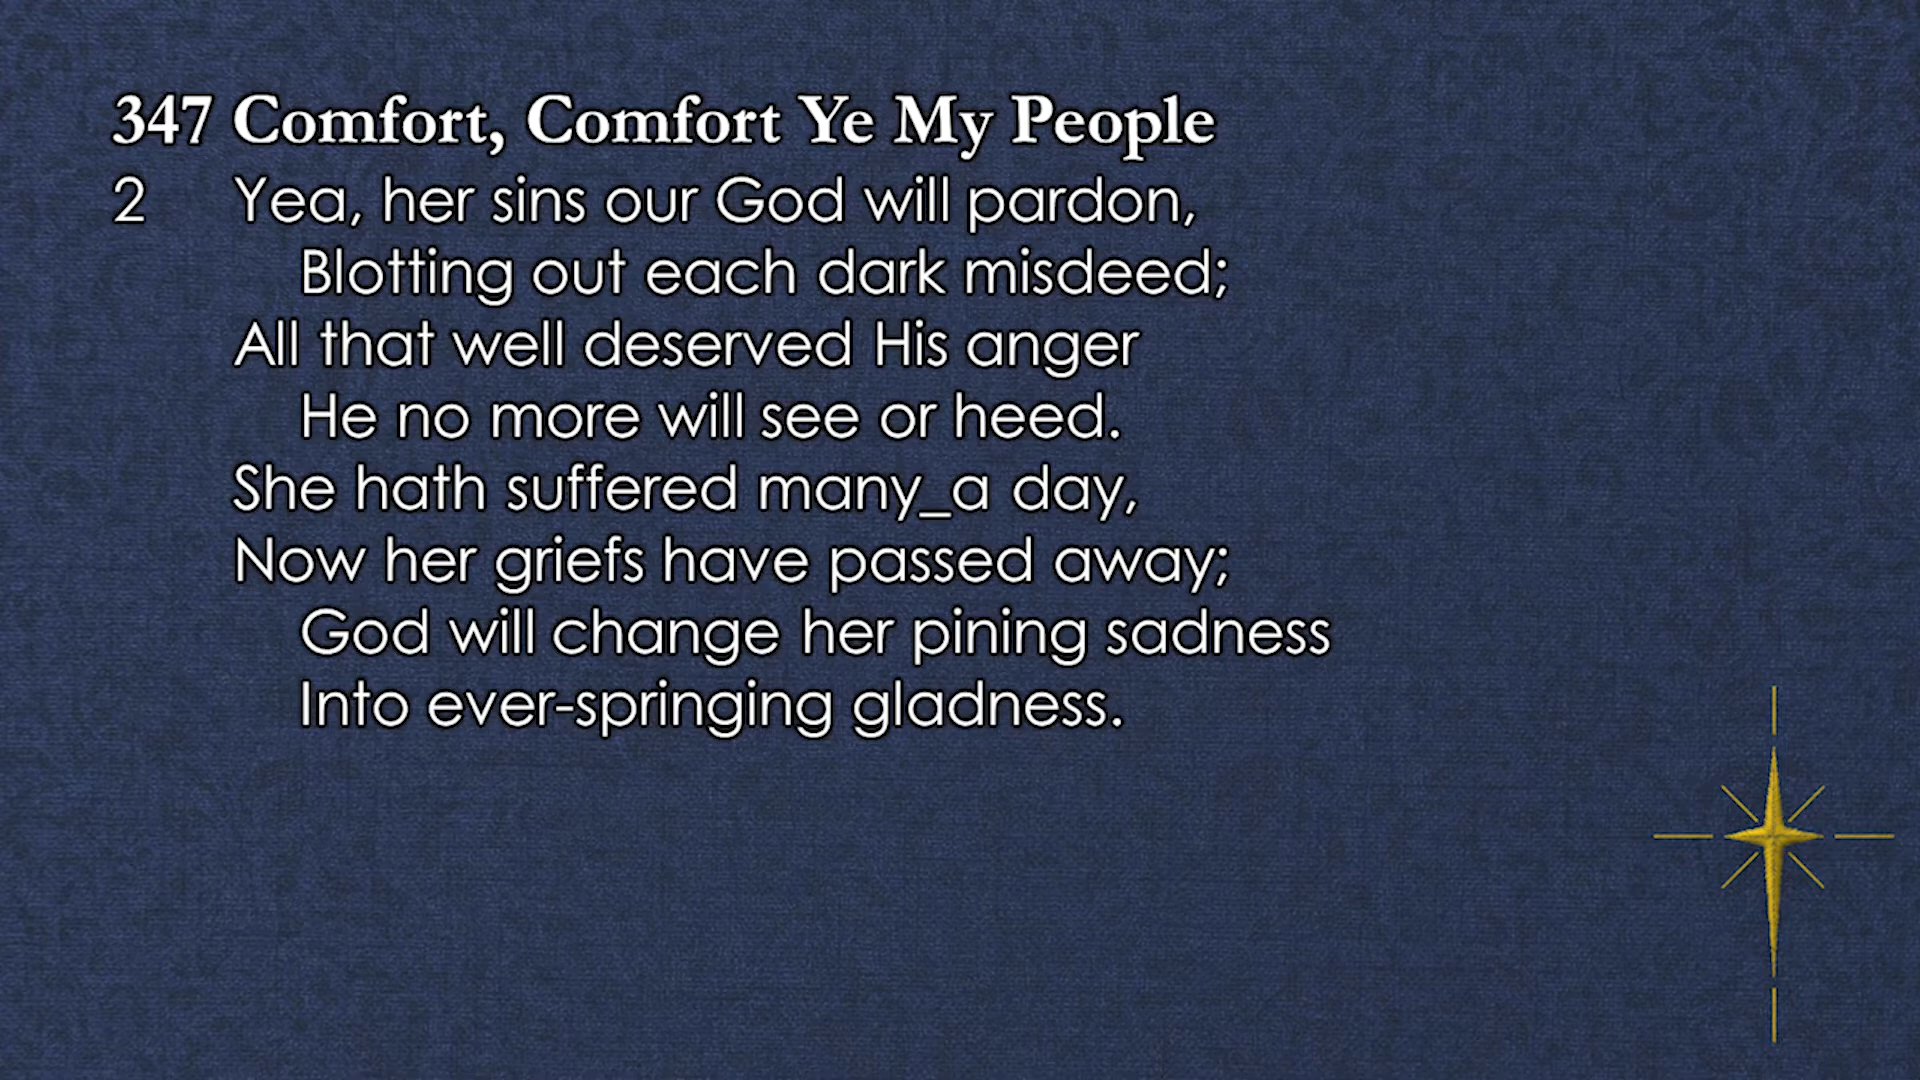 347 Comfort, Comfort Ye My People
2 Yea, her sins our God will pardon,
Blotting out each dark misdeed;
All that well deserved His anger
He no more will see or heed.
She hath suffered many_a day,
Now her griefs have passed away;
God will change her pining sadness
Into ever-springing gladness.